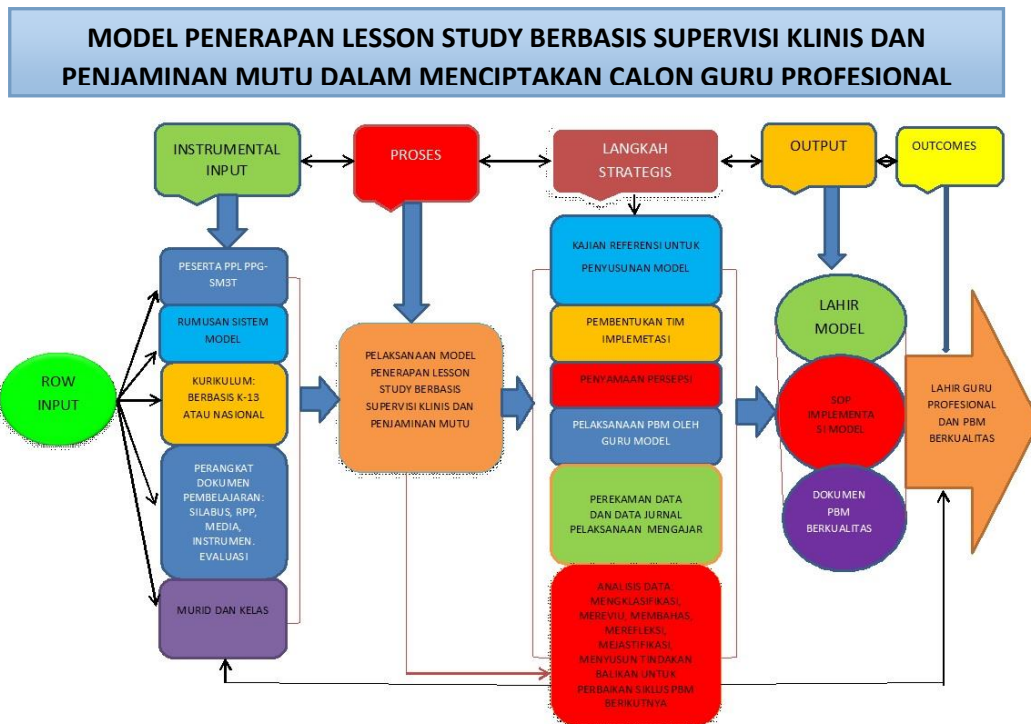 MODEL PENERAPAN LESSON STUDY BERBASIS SUPERVISI KLINIS DAN
PENJAMINAN MUTU DALAM MENCIPTAKAN CALON GURU PROFESIONAL
INSTRUMENTAL
INPUT
PROSES
LANGKAH
STRATEGIS
OUTPUT
OUTCOMES
ROW
INPUT
PESERTA PPL PPG-
SM3T
RUMUSAN SISTEM
MODEL
KURIKULUM:
BERBASIS K-13
ATAU NASIONAL
PERANGKAT
DOKUMEN
PEMBELAJARAN:
SILABUS, RPP,
MEDIA,
INSTRUMEN.
EVALUASI
MURID DAN KELAS
PELAKSANAAN MODEL
PENERAPAN LESSON
STUDY BERBASIS
SUPERVISI KLINIS DAN
PENJAMINAN MUTU
KAJIAN REFERENSI UNTUK
PENYUSUNAN MODEL
PEMBENTUKAN TIM
IMPLEMETASI
PENYAMAAN PERSEPSI
PELAKSANAAN PBM OLEH
GURU MODEL
PEREKAMAN DATA
DAN DATA JURNAL
PELAKSANAAN MENGAJAR
ANALISIS DATA:
MENGKLASIFIKASI,
MEREVIU, MEMBAHAS,
MEREFLEKSI,
MEJASTIFIKASI,
MENYUSUN TINDAKAN
BALIKAN UNTUK
PERBAIKAN SIKLUS PBM
BERIKUTNYA.
LAHIR
MODEL
SOP
IMPLEMENTA
SI MODEL
DOKUMEN
PBM
BERKUALITAS
LAHIR GURU
PROFESIONAL
DAN PBM
BERKUALITAS